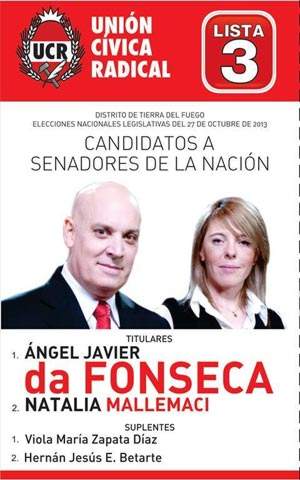 UCR
UNIÓN
CÍVICA
RADICAL
LISTA
3
DISTRITO DE TIERRA DEL FUEGO
ELECCIONES NACIONALES LEGISLATIVAS DEL 27 DE OCTUBRE DE 2013
CANDIDATOS A
SENADORES DE LA NACIÓN
TITULARES
1. ÁNGEL JAVIER
da FONSECA
2. NATALIA MALLEMACI
SUPLENTES
1. Viola María Zapata Díaz
2. Hernán Jesús E. Betarte